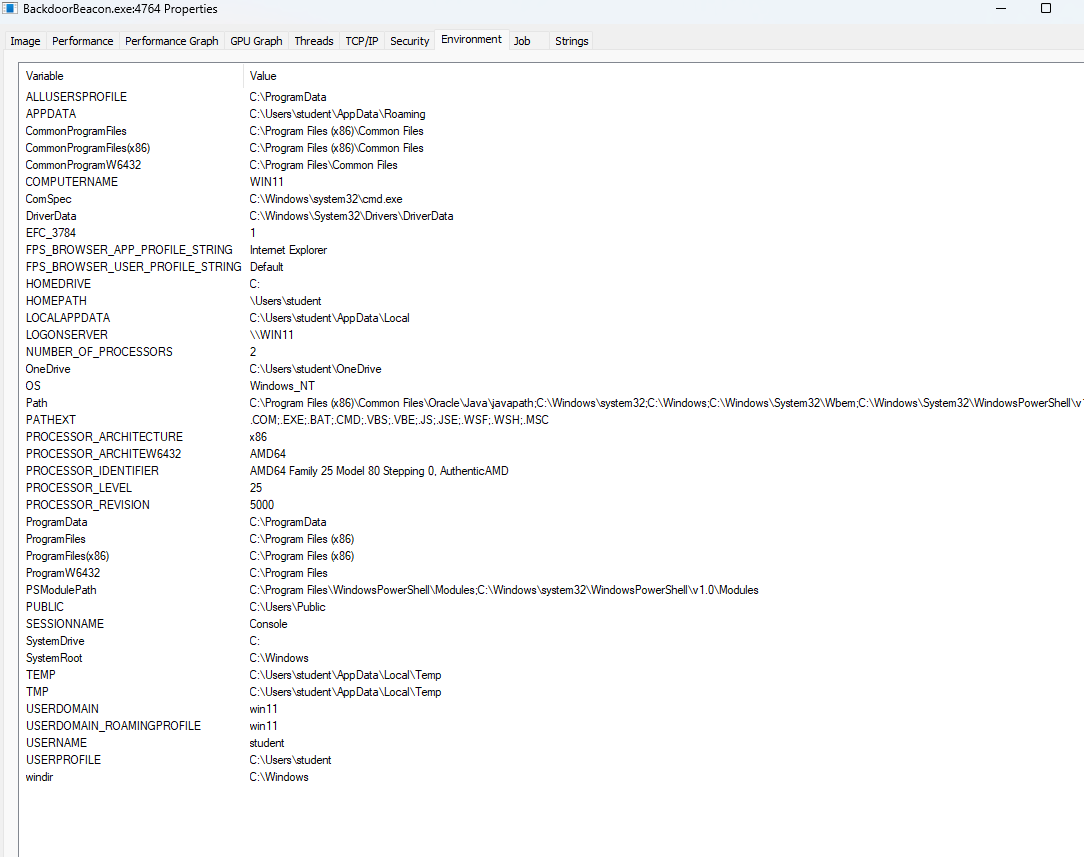 BackdoorBeacon.exe:4764 Properties
Image Performance Performance Graph GPU Graph Threads TCP/IP Security Environment Job Strings
Variable Value
ALLUSERSPROFILE C:\ProgramData
APPDATA C:\Users\student\AppData\Roaming
CommonProgramFiles C:\Program Files (x86)\Common Files
CommonProgramFiles(x86) C:\Program Files (x86)\Common Files
CommonProgramW6432 C:\Program Files\Common Files
COMPUTERNAME WIN11
ComSpec C:\Windows\system32\cmd.exe
DriverData C:\Windows\System32\Drivers\DriverData
EFC_3784 1
FPS_BROWSER_APP_PROFILE_STRING Internet Explorer
FPS_BROWSER_USER_PROFILE_STRING Default
HOMEDRIVE C:
HOMEPATH \Users\student
LOCALAPPDATA C:\Users\student\AppData\Local
LOGONSERVER \\WIN11
NUMBER_OF_PROCESSORS 2
OneDrive C:\Users\student\OneDrive
OS Windows_NT
Path C:\Program Files (x86)\Common Files\Oracle\Java\javapath;C:\Windows\system32;C:\Windows;C:\Windows\System32\Wbem;C:\Windows\System32\WindowsPowerShell\v1
PATHEXT .COM;.EXE;.BAT;.CMD;.VBS;.VBE;.JS;.JSE;.WSF;.WSH;.MSC
PROCESSOR_ARCHITECTURE x86
PROCESSOR_ARCHITEW6432 AMD64
PROCESSOR_IDENTIFIER AMD64 Family 25 Model 80 Stepping 0, AuthenticAMD
PROCESSOR_LEVEL 25
PROCESSOR_REVISION 5000
ProgramData C:\ProgramData
ProgramFiles C:\Program Files (x86)
ProgramFiles(x86) C:\Program Files (x86)
ProgramW6432 C:\Program Files
PSModulePath C:\Program Files\WindowsPowerShell\Modules;C:\Windows\system32\WindowsPowerShell\v1.0\Modules
PUBLIC C:\Users\Public
SESSIONNAME Console
SystemDrive C:
SystemRoot C:\Windows
TEMP C:\Users\student\AppData\Local\Temp
TMP C:\Users\student\AppData\Local\Temp
USERDOMAIN win11
USERDOMAIN_ROAMINGPROFILE win11
USERNAME student
USERPROFILE C:\Users\student
windir C:\Windows